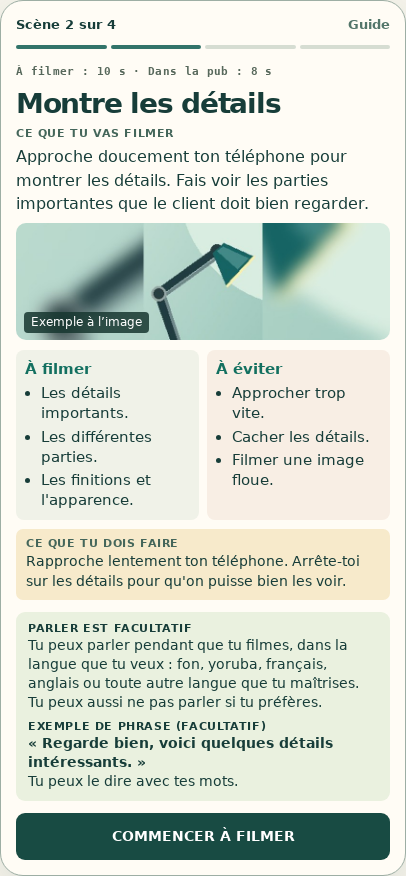 Scène 2 sur 4
Guide
À filmer : 10 s · Dans la pub : 8 s
Montre les détails
CE QUE TU VAS FILMER
Approche doucement ton téléphone pour
montrer les détails. Fais voir les parties
importantes que le client doit bien regarder.
Exemple à l’image
À filmer
• Les détails
importants.
• Les différentes
parties.
• Les finitions et
l'apparence.
À éviter
• Approcher trop
vite.
• Cacher les détails.
• Filmer une image
floue.
CE QUE TU DOIS FAIRE
Rapproche lentement ton téléphone. Arrête-toi
sur les détails pour qu'on puisse bien les voir.
PARLER EST FACULTATIF
Tu peux parler pendant que tu filmes, dans la
langue que tu veux : fon, yoruba, français,
anglais ou toute autre langue que tu maîtrises.
Tu peux aussi ne pas parler si tu préfères.
EXEMPLE DE PHRASE (FACULTATIF)
« Regarde bien, voici quelques détails
intéressants. »
Tu peux le dire avec tes mots.
COMMENCER À FILMER